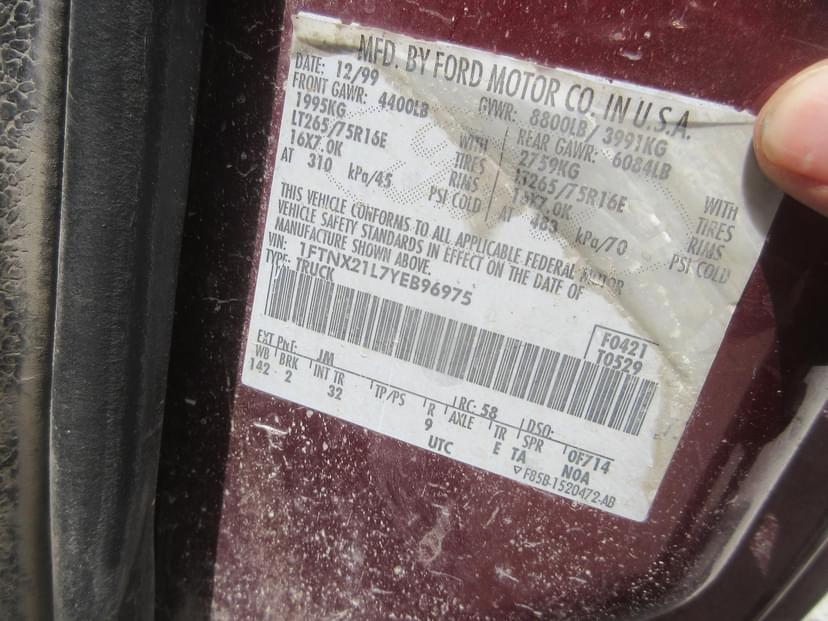 MFD. BY FORD MOTOR CO. IN U.S.A.
DATE: 12/99 GVWR: 8800LB / 3991KG
FRONT GAWR: 4400LB REAR GAWR: 6084LB
1995KG 2759KG
LT265/75R16E WITH TIRES LT265/75R16E WITH TIRES
16X7.0K RIMS 16X7.0K RIMS
AT 310 kPa/45 PSI COLD AT 483 kPa/70 PSI COLD
THIS VEHICLE CONFORMS TO ALL APPLICABLE FEDERAL MOTOR
VEHICLE SAFETY STANDARDS IN EFFECT ON THE DATE OF
MANUFACTURE SHOWN ABOVE.
VIN: 1FTNX21L7YEB96975
TYPE: TRUCK
F0421
T0529
EXT PNT: JM RC: 58 DSO: 0F714
WB BRK INT TR TP/PS R AXLE TR SPR
142 2 32 9 E TA N0A
UTC
▽ F85B-1520472-AB